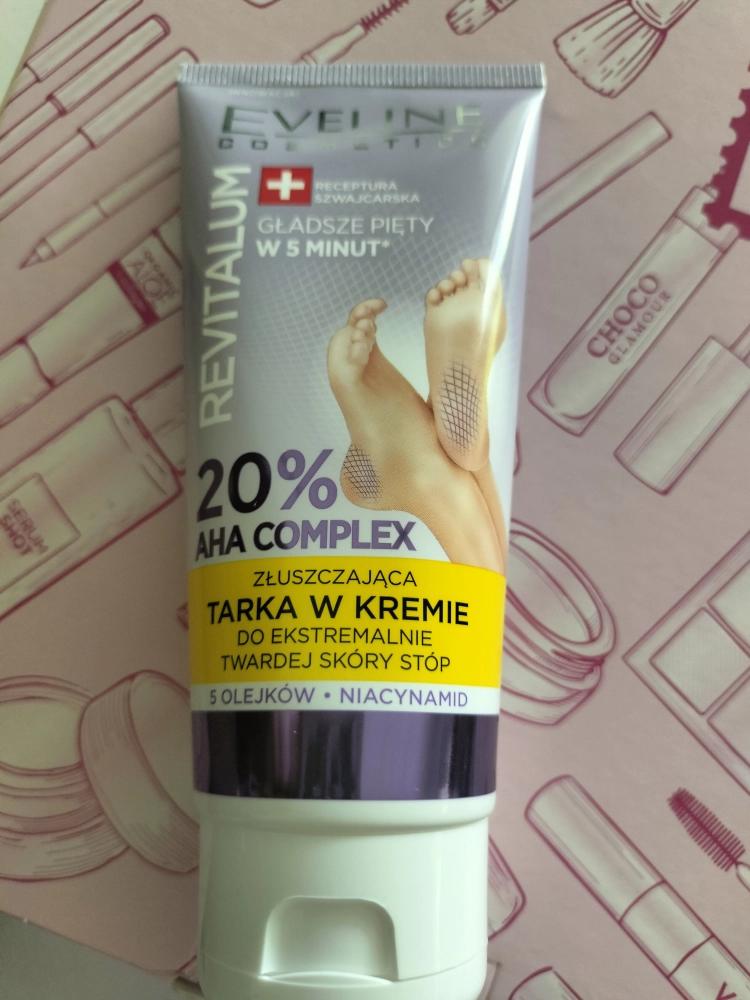 EVELINE
COSMETICS
REVITALUM
RECEPTURA
SZWAJCARSKA
GŁADSZE PIĘTY
W 5 MINUT*
20%
AHA COMPLEX
ZŁUSZCZAJĄCA
TARKA W KREMIE
DO EKSTREMALNIE
TWARDEJ SKÓRY STÓP
5 OLEJKÓW • NIACYNAMID
CHOCO
GLAMOUR
SERUM
SHOT